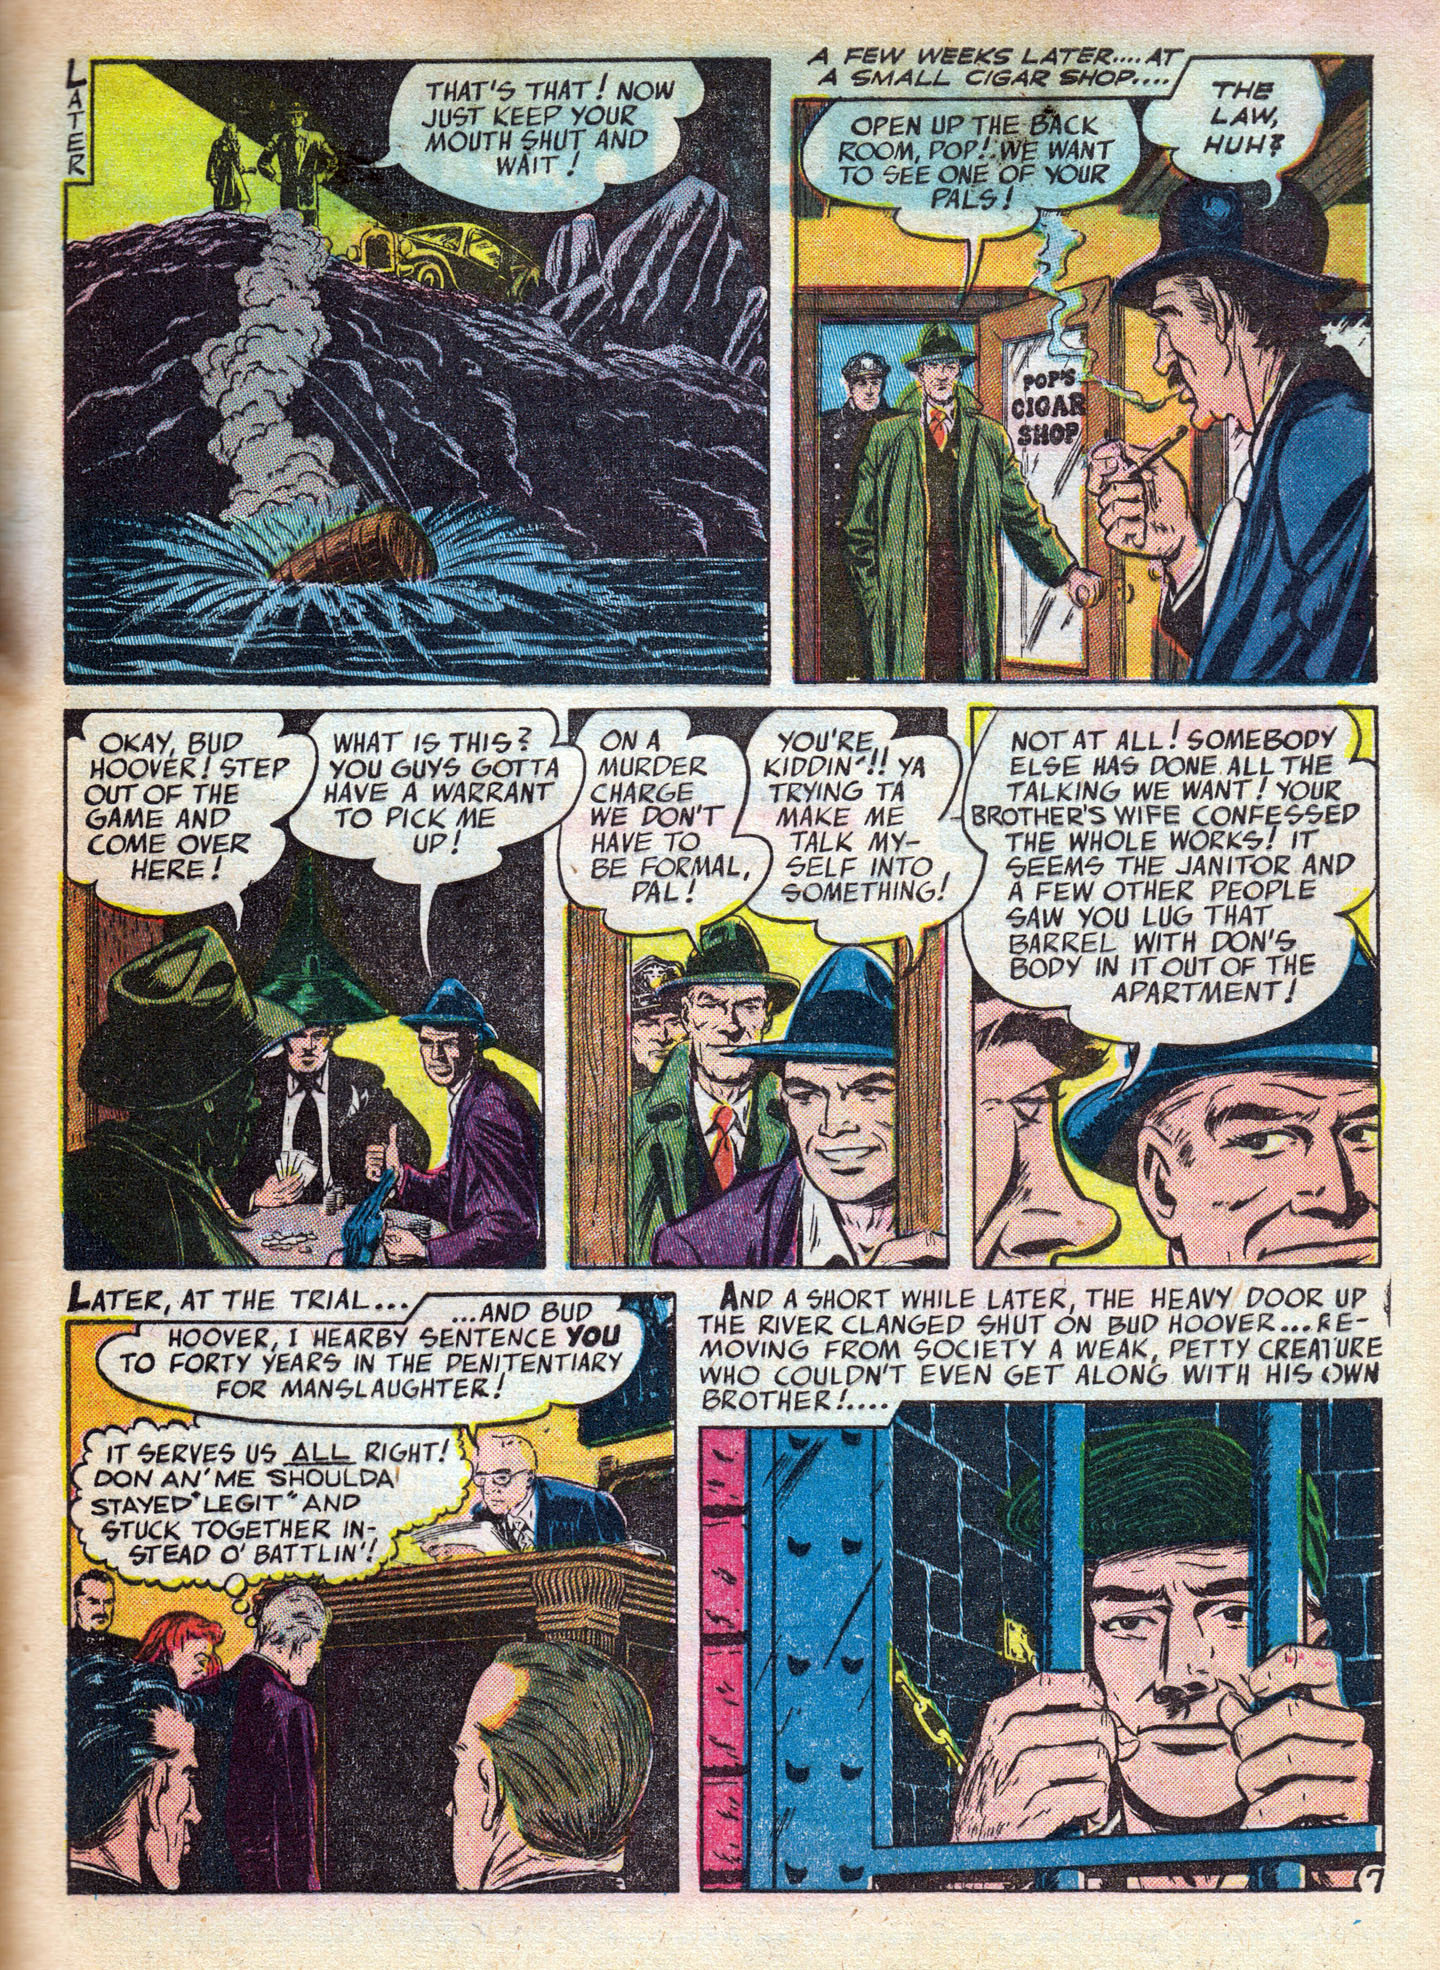 LATER
THAT'S THAT! NOW
JUST KEEP YOUR
MOUTH SHUT AND
WAIT!
A FEW WEEKS LATER....AT
A SMALL CIGAR SHOP....
OPEN UP THE BACK
ROOM, POP!..WE WANT
TO SEE ONE OF YOUR
PALS!
THE
LAW,
HUH?
POP'S
CIGAR
SHOP
OKAY, BUD
HOOVER! STEP
OUT OF THE
GAME AND
COME OVER
HERE!
WHAT IS THIS?
YOU GUYS GOTTA
HAVE A WARRANT
TO PICK ME
UP!
ON A
MURDER
CHARGE
WE DON'T
HAVE TO
BE FORMAL,
PAL!
YOU'RE
KIDDIN'!! YA
TRYING TA
MAKE ME
TALK MY-
SELF INTO
SOMETHING!
NOT AT ALL! SOMEBODY
ELSE HAS DONE ALL THE
TALKING WE WANT! YOUR
BROTHER'S WIFE CONFESSED
THE WHOLE WORKS! IT
SEEMS THE JANITOR AND
A FEW OTHER PEOPLE
SAW YOU LUG THAT
BARREL WITH DON'S
BODY IN IT OUT OF THE
APARTMENT!
LATER, AT THE TRIAL...
...AND BUD
HOOVER, I HEARBY SENTENCE YOU
TO FORTY YEARS IN THE PENITENTIARY
FOR MANSLAUGHTER!
IT SERVES US ALL RIGHT!
DON AN' ME SHOULDA
STAYED "LEGIT" AND
STUCK TOGETHER IN-
STEAD O' BATTLIN'!
AND A SHORT WHILE LATER, THE HEAVY DOOR UP
THE RIVER CLANGED SHUT ON BUD HOOVER...RE-
MOVING FROM SOCIETY A WEAK, PETTY CREATURE
WHO COULDN'T EVEN GET ALONG WITH HIS OWN
BROTHER!....
7